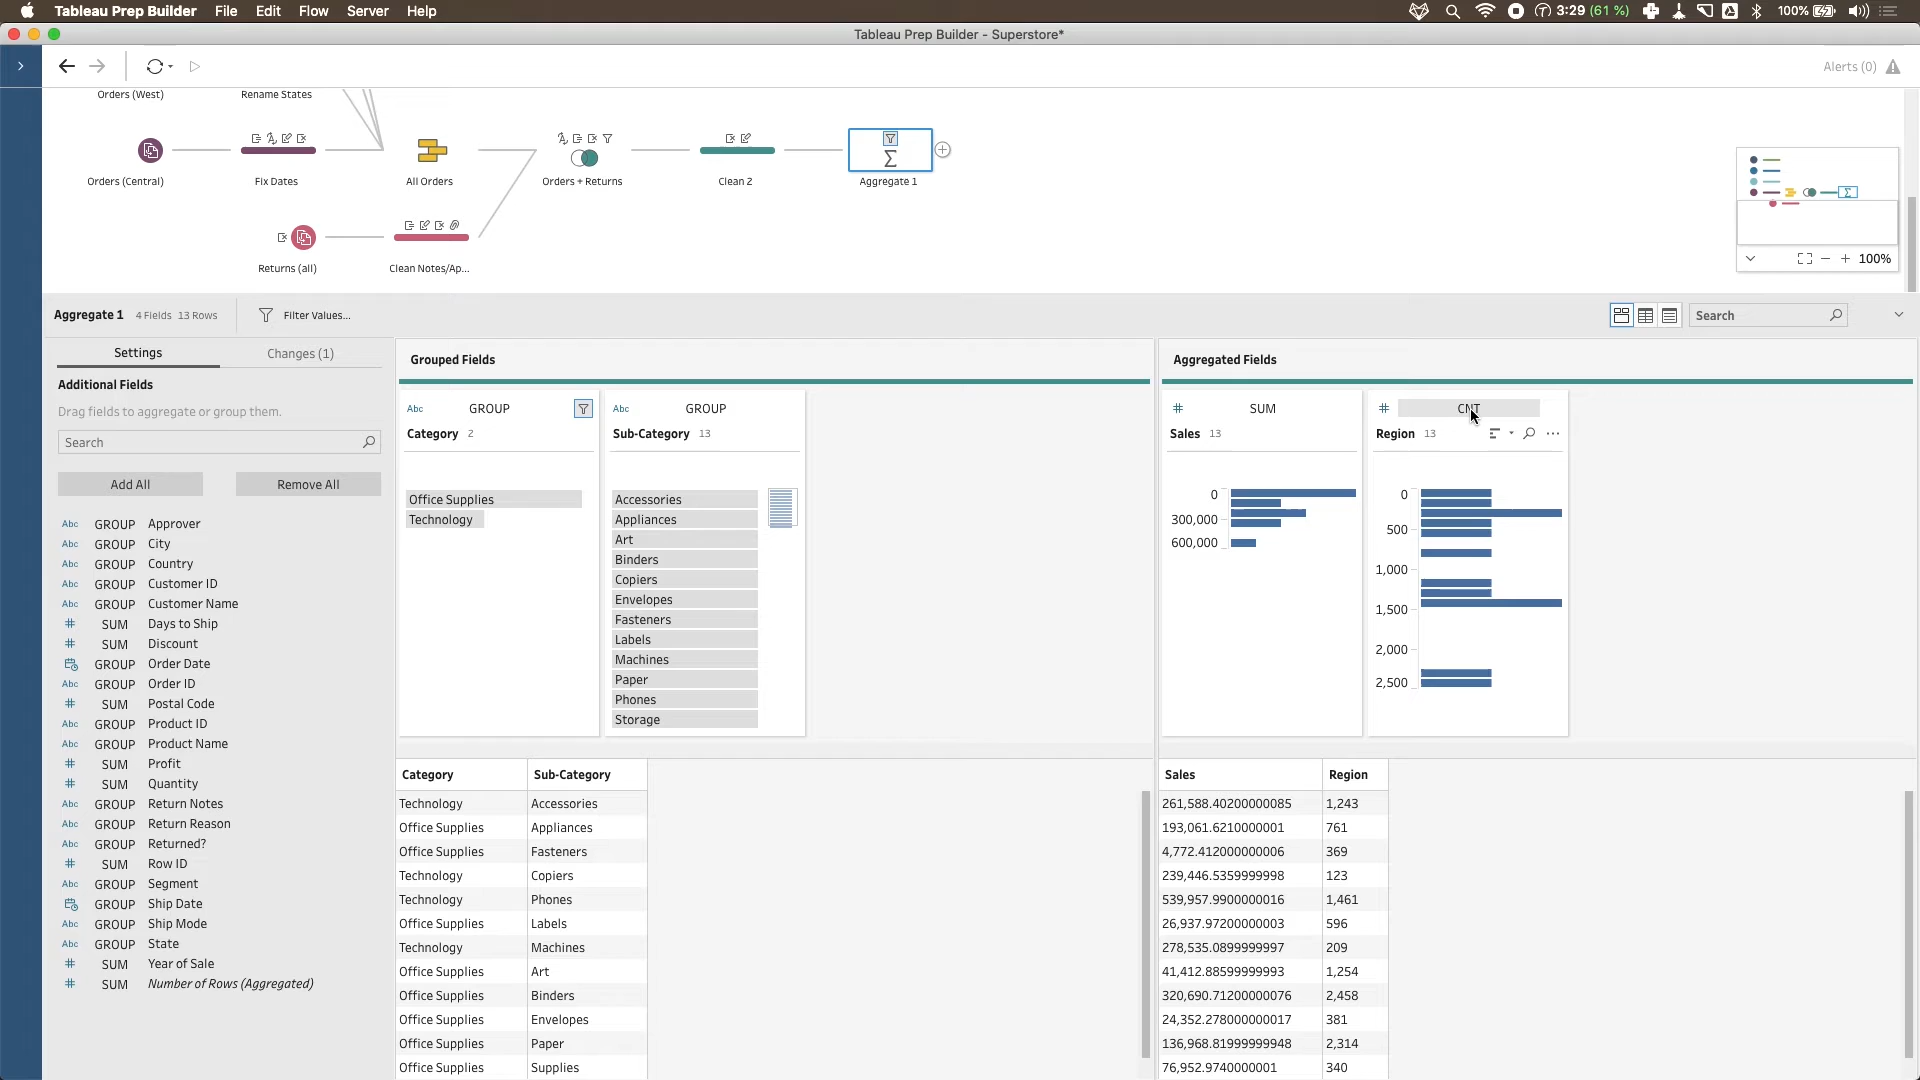 Tableau Prep Builder File Edit Flow Server Help 3:29 (61 %) 100%
Tableau Prep Builder - Superstore*
Alerts (0)
Orders (West) Rename States
Orders (Central) Fix Dates All Orders Orders + Returns Clean 2 Aggregate 1
Returns (all) Clean Notes/Ap...
100%
Aggregate 1 4 Fields 13 Rows Filter Values... Search
Settings Changes (1)
Additional Fields
Drag fields to aggregate or group them.
Search
Add All Remove All
Abc GROUP Approver
Abc GROUP City
Abc GROUP Country
Abc GROUP Customer ID
Abc GROUP Customer Name
# SUM Days to Ship
# SUM Discount
GROUP Order Date
Abc GROUP Order ID
# SUM Postal Code
Abc GROUP Product ID
Abc GROUP Product Name
# SUM Profit
# SUM Quantity
Abc GROUP Return Notes
Abc GROUP Return Reason
Abc GROUP Returned?
# SUM Row ID
Abc GROUP Segment
GROUP Ship Date
Abc GROUP Ship Mode
Abc GROUP State
# SUM Year of Sale
# SUM Number of Rows (Aggregated)
Grouped Fields
Abc GROUP
Category 2
Office Supplies
Technology
Abc GROUP
Sub-Category 13
Accessories
Appliances
Art
Binders
Copiers
Envelopes
Fasteners
Labels
Machines
Paper
Phones
Storage
Aggregated Fields
# SUM
Sales 13
0
300,000
600,000
# CNT
Region 13
0
500
1,000
1,500
2,000
2,500
Category Sub-Category Sales Region
Technology Accessories 261,588.40200000085 1,243
Office Supplies Appliances 193,061.6210000001 761
Office Supplies Fasteners 4,772.412000000006 369
Technology Copiers 239,446.5359999998 123
Technology Phones 539,957.9900000016 1,461
Office Supplies Labels 26,937.97200000003 596
Technology Machines 278,535.0899999997 209
Office Supplies Art 41,412.88599999993 1,254
Office Supplies Binders 320,690.71200000076 2,458
Office Supplies Envelopes 24,352.278000000017 381
Office Supplies Paper 136,968.81999999948 2,314
Office Supplies Supplies 76,952.9740000001 340